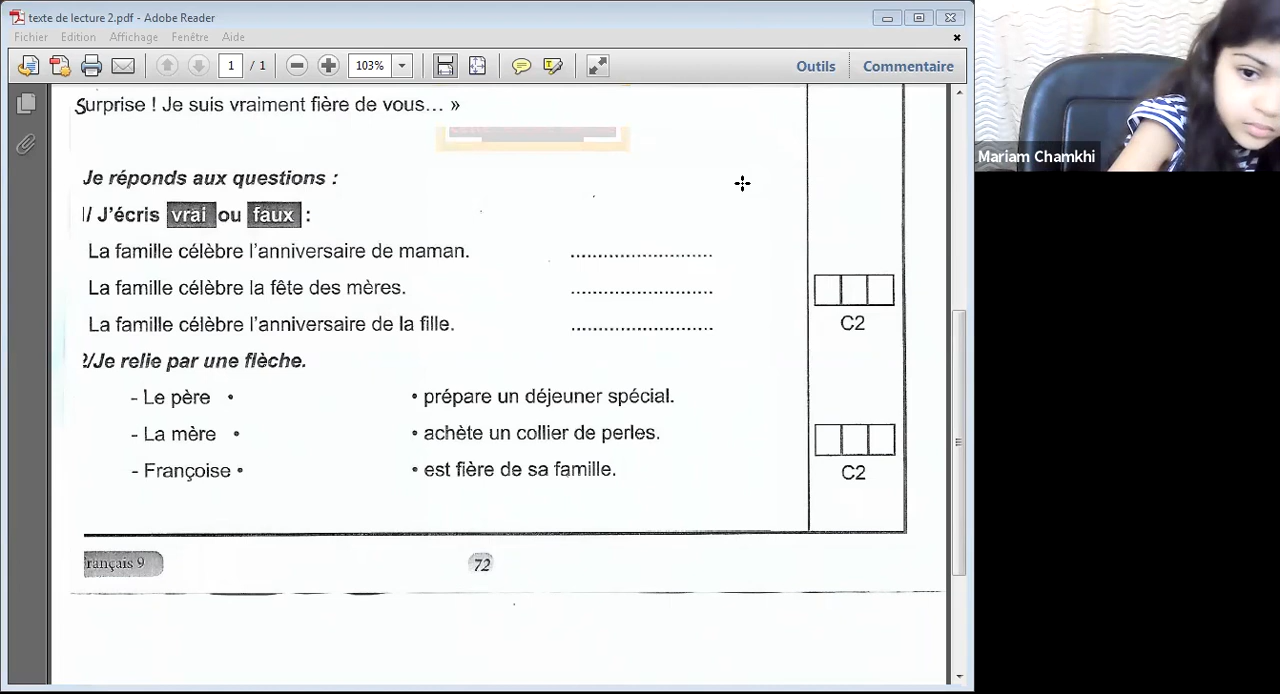 texte de lecture 2.pdf - Adobe Reader
Fichier Edition Affichage Fenêtre Aide
1 / 1 103% Outils Commentaire
Surprise ! Je suis vraiment fière de vous… »
Mariam Chamkhi
Je réponds aux questions :
/ J'écris vrai ou faux :
La famille célèbre l'anniversaire de maman. ..........................
La famille célèbre la fête des mères. ..........................
La famille célèbre l'anniversaire de la fille. ..........................
C2
2/Je relie par une flèche.
- Le père • • prépare un déjeuner spécial.
- La mère • • achète un collier de perles.
- Françoise • • est fière de sa famille.
C2
rançais 9 72